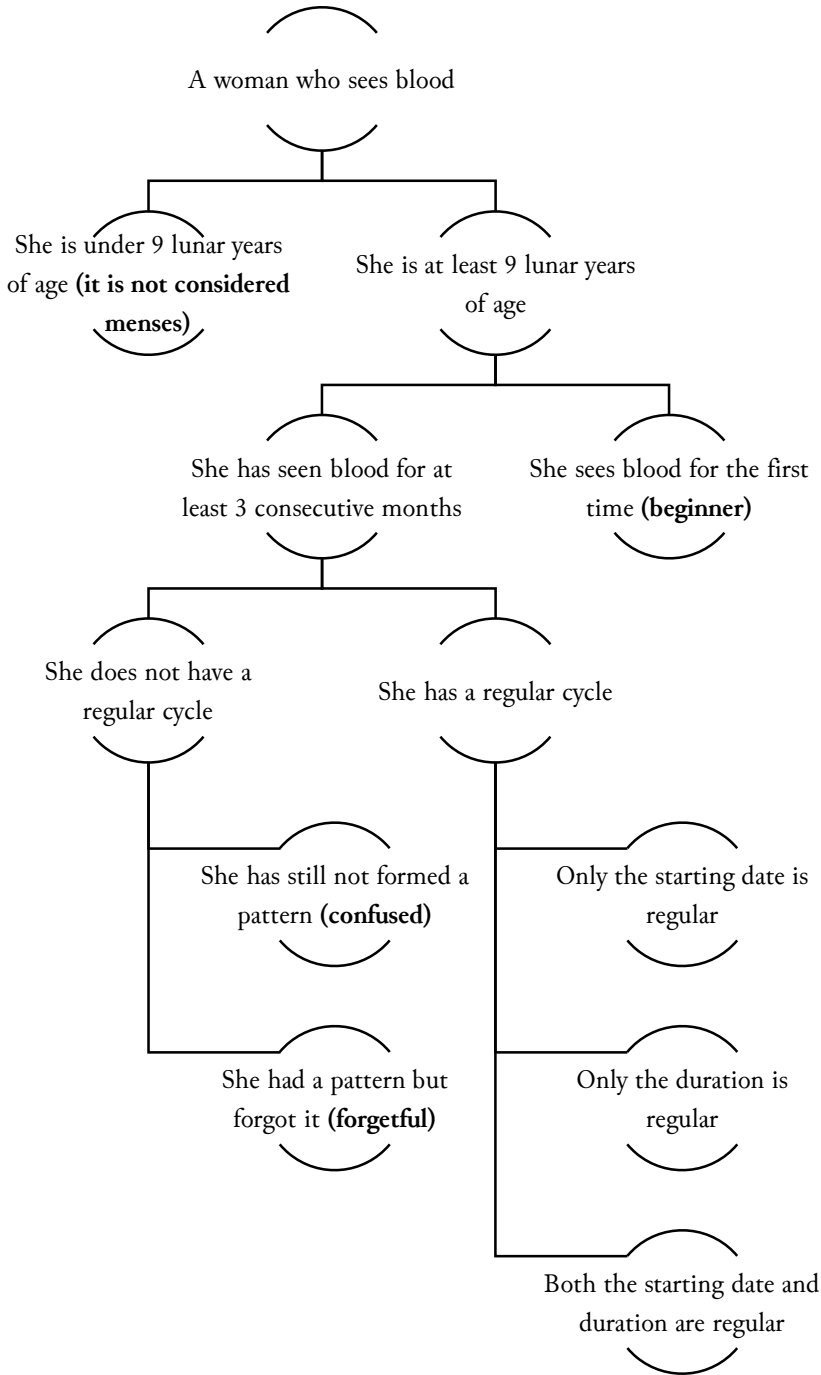 A woman who sees blood
She is under 9 lunar years
of age (it is not considered
menses)
She is at least 9 lunar years
of age
She has seen blood for at
least 3 consecutive months
She sees blood for the first
time (beginner)
She does not have a
regular cycle
She has a regular cycle
She has still not formed a
pattern (confused)
She had a pattern but
forgot it (forgetful)
Only the starting date is
regular
Only the duration is
regular
Both the starting date and
duration are regular